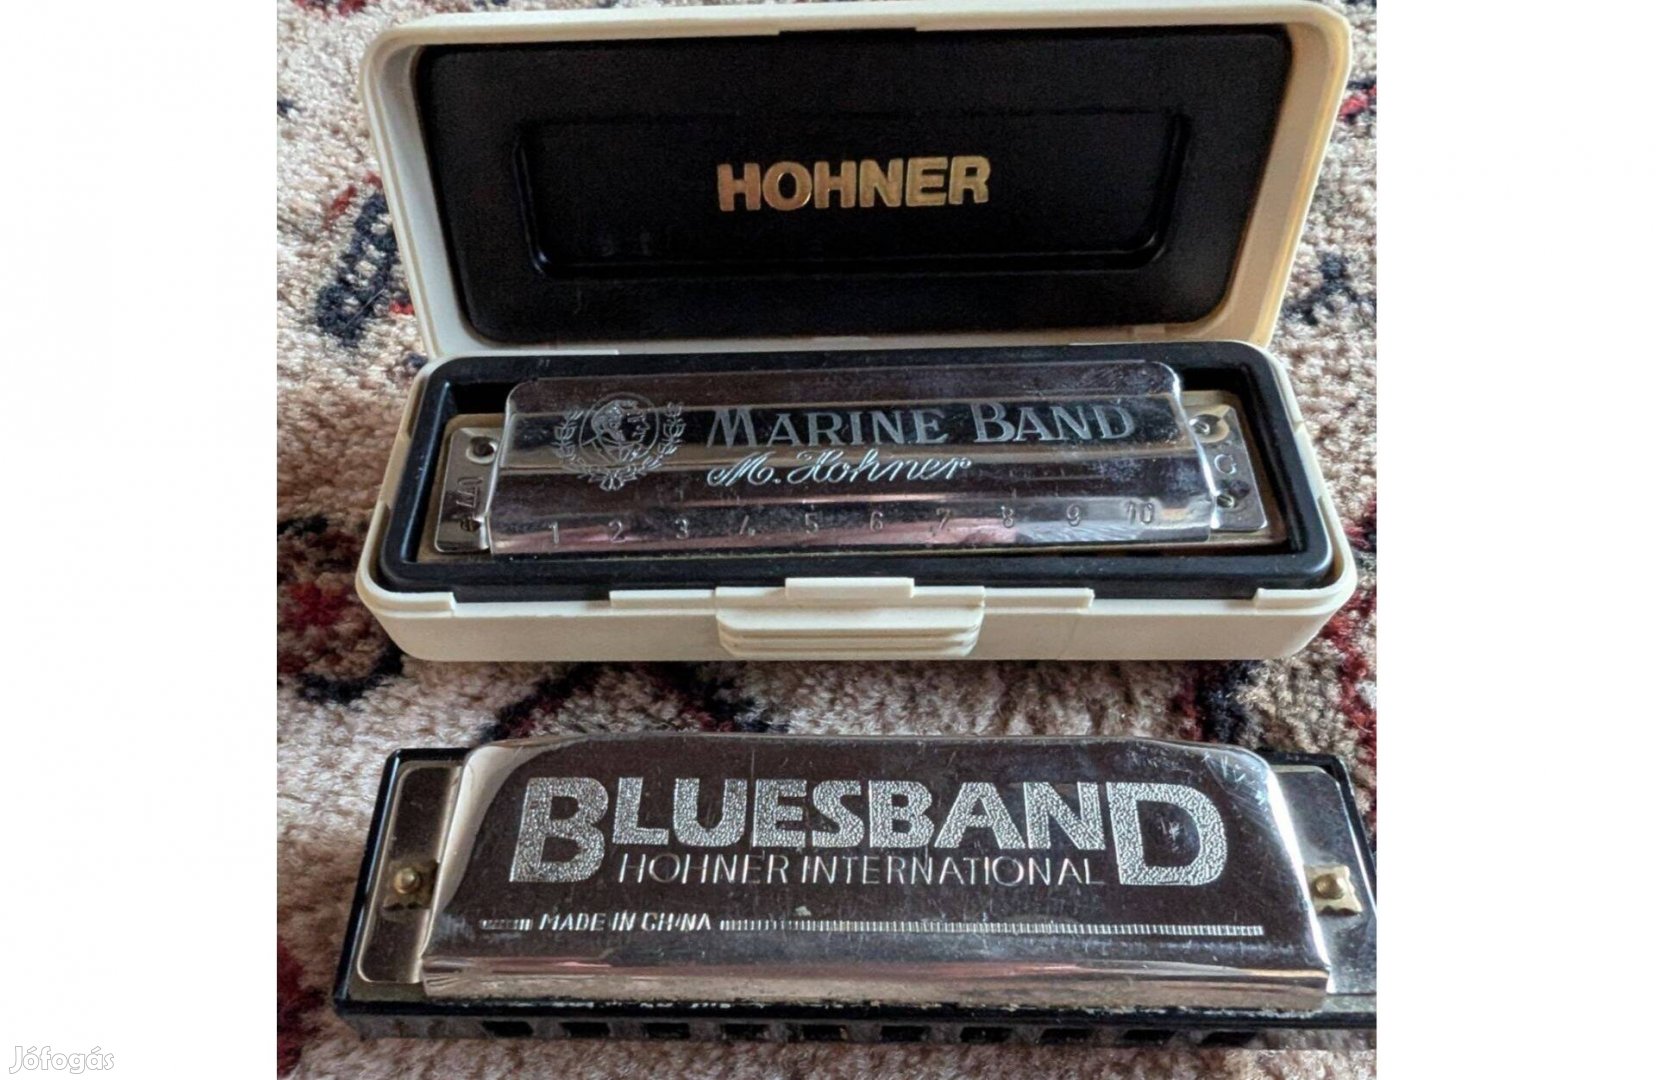 HOHNER
MARINE BAND
M. Hohner
C
1 2 3 4 5 6 7 8 9 10
BLUESBAND
HOHNER INTERNATIONAL
MADE IN CHINA
Jófogás